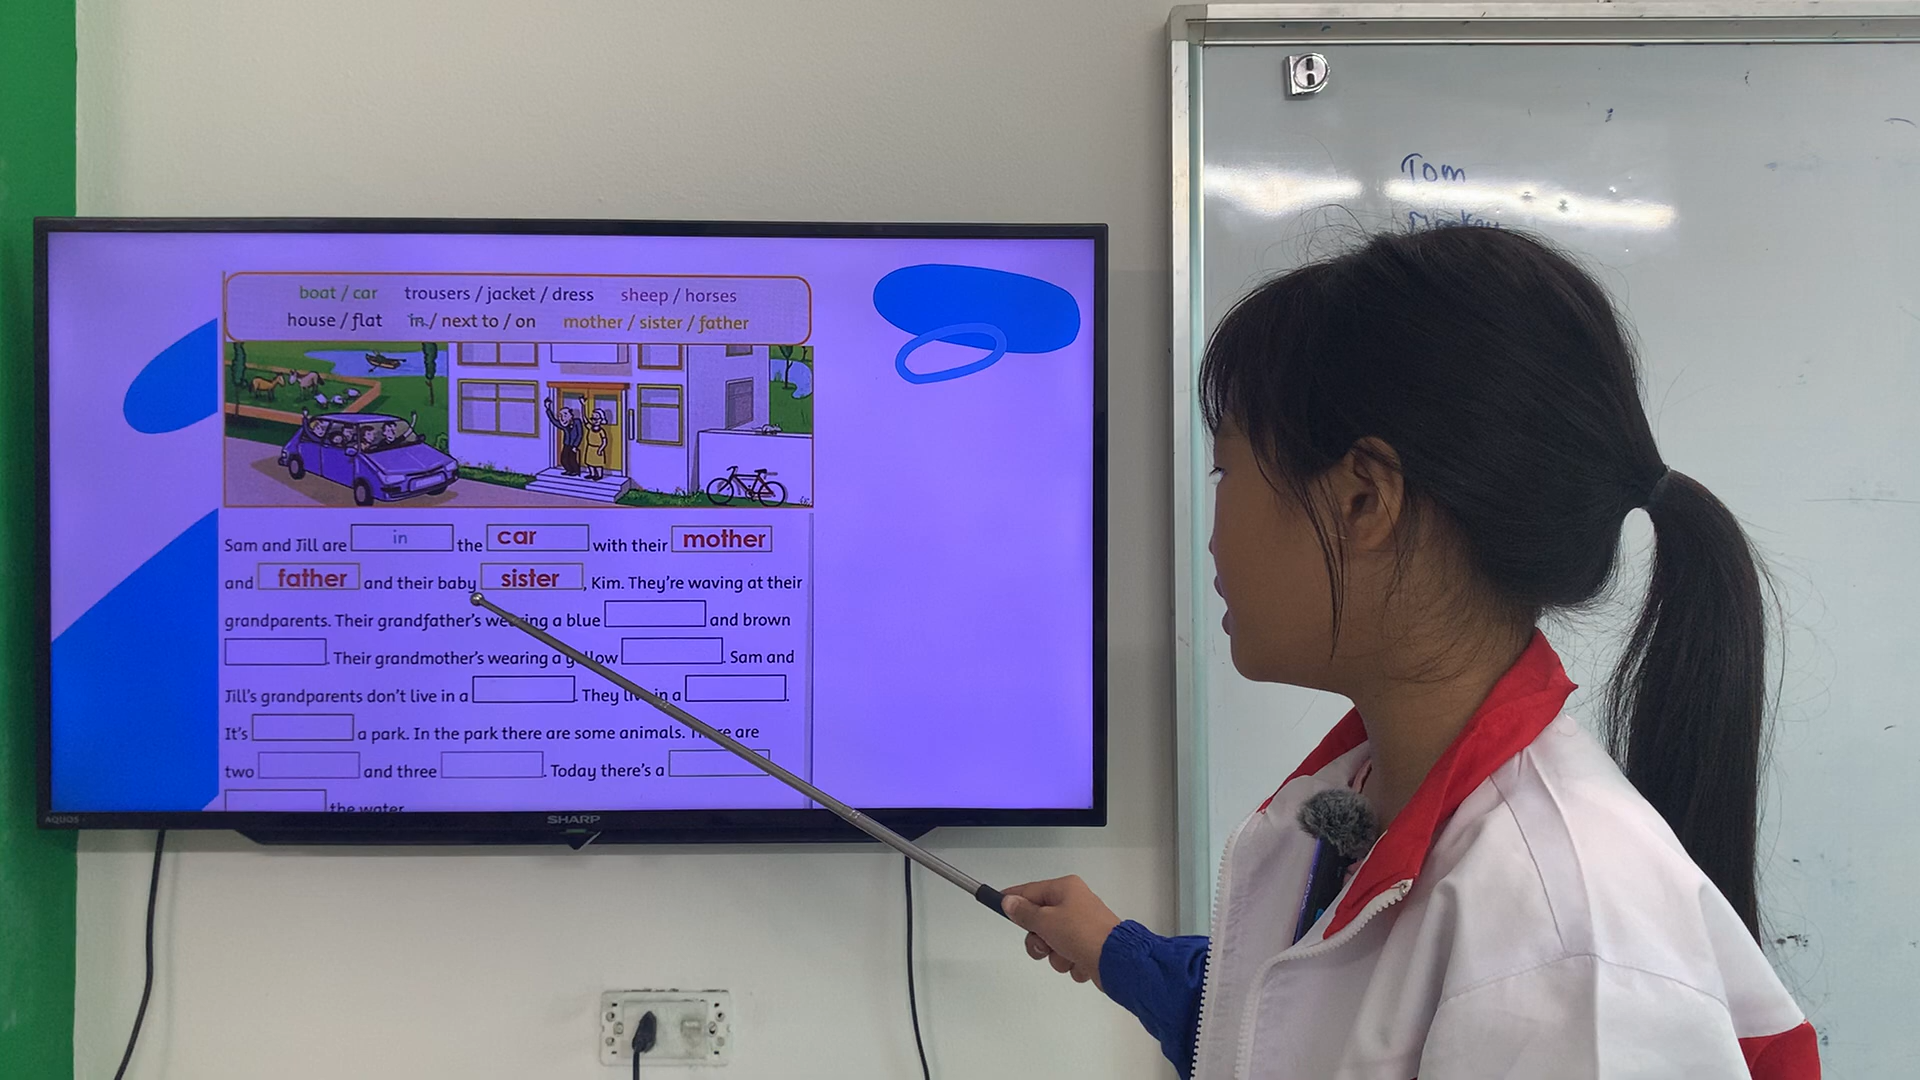 boat / car trousers / jacket / dress sheep / horses
house / flat in / next to / on mother / sister / father
Sam and Jill are in the car with their mother
and father and their baby sister, Kim. They're waving at their
grandparents. Their grandfather's wearing a blue and brown
. Their grandmother's wearing a yellow . Sam and
Jill's grandparents don't live in a . They live in a .
It's a park. In the park there are some animals. There are
two and three . Today there's a
the water
AQUOS
SHARP
Tom